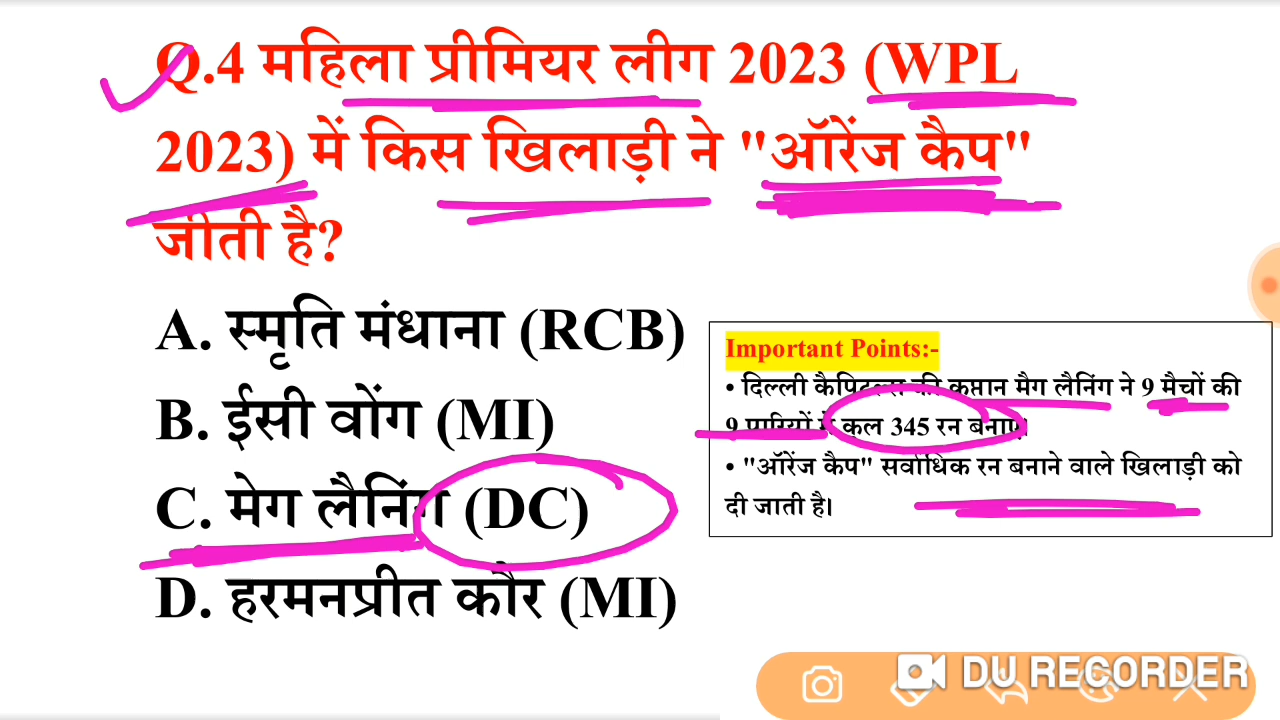 Q.4 महिला प्रीमियर लीग 2023 (WPL
2023) में किस खिलाड़ी ने "ऑरेंज कैप"
जीती है?
A. स्मृति मंधाना (RCB)
B. ईसी वोंग (MI)
C. मेग लैनिंग (DC)
D. हरमनप्रीत कौर (MI)
Important Points:-
• दिल्ली कैपिटल्स की कप्तान मैग लैनिंग ने 9 मैचों की
9 पारियों में कुल 345 रन बनाए।
• "ऑरेंज कैप" सर्वाधिक रन बनाने वाले खिलाड़ी को
दी जाती है।
DU RECORDER